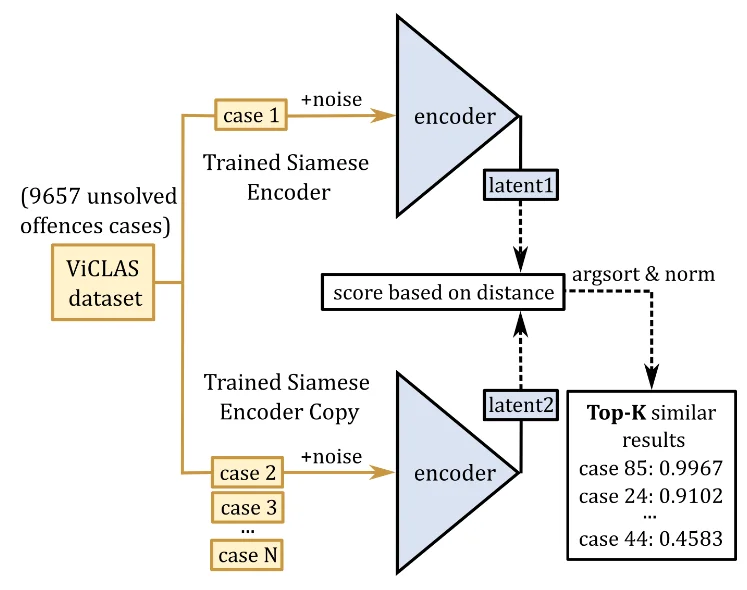 case 1
+noise
encoder
Trained Siamese
Encoder
latent1
(9657 unsolved
offences cases)
ViCLAS
dataset
score based on distance
argsort & norm
Trained Siamese
Encoder Copy
latent2
+noise
case 2
encoder
case 3
...
case N
Top-K similar
results
case 85: 0.9967
case 24: 0.9102
...
case 44: 0.4583